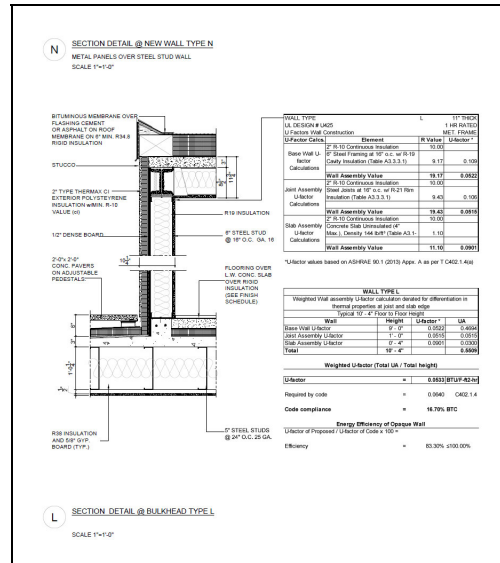 N
SECTION DETAIL @ NEW WALL TYPE N
METAL PANELS OVER STEEL STUD WALL
SCALE 1"=1'-0"
BITUMINOUS MEMBRANE OVER
FLASHING CEMENT
OR ASPHALT ON ROOF
MEMBRANE ON 6" MIN. R34.8
RIGID INSULATION
STUCCO
2" TYPE THERMAX CI
EXTERIOR POLYSTEYRENE
INSULATION w/MIN. R-10
VALUE (ci)
1/2" DENSE BOARD
2'-0"x 2'-0"
CONC. PAVERS
ON ADJUSTABLE
PEDESTALS.
R38 INSULATION
AND 5/8" GYP.
BOARD (TYP.)
R19 INSULATION
6" STEEL STUD
@ 16" O.C. GA. 16
FLOORING OVER
L.W. CONC. SLAB
OVER RIGID
INSULATION
(SEE FINISH
SCHEDULE)
5" STEEL STUDS
@ 24" O.C. 25 GA.
WALL TYPE L 11" THICK
UL DESIGN # U425 1 HR RATED
U Factors Wall Construction MET. FRAME
U-Factor Calcs. Element R Value U-factor *
Base Wall U-factor Calculations
2" R-10 Continuous Insulation 10.00
6" Steel Framing at 16" o.c. w/ R-19
Cavity Insulation (Table A3.3.3.1) 9.17 0.109
Wall Assembly Value 19.17 0.0522
Joint Assembly U-factor Calculations
2" R-10 Continuous Insulation 10.00
Steel Joists at 16" o.c. w/ R-21 Rim
Insulation (Table A3.3.3.1) 9.43 0.106
Wall Assembly Value 19.43 0.0515
Slab Assembly U-factor Calculations
2" R-10 Continuous Insulation 10.00
Concrete Slab Uninsulated (4"
Max.), Density 144 lb/ft³ (Table A3.1- 1.10
Wall Assembly Value 11.10 0.0901
*U-factor values based on ASHRAE 90.1 (2013) Appx. A as per T C402.1.4(a)
WALL TYPE L
Weighted Wall assembly U-factor calculation derated for differentiation in
thermal properties at joist and slab edge.
Typical 10'- 4" Floor to Floor Height
Wall Height U-factor * UA
Base Wall U-factor 9' - 0" 0.0522 0.4694
Joist Assembly U-factor 1' - 0" 0.0515 0.0515
Slab Assembly U-factor 0' - 4" 0.0901 0.0300
Total 10' - 4" 0.5509
Weighted U-factor (Total UA / Total height)
U-factor = 0.0533 BTU/F-ft2-hr
Required by code = 0.0640 C402.1.4
Code compliance = 16.70% BTC
Energy Efficiency of Opaque Wall
U-factor of Proposed / U-factor of Code x 100 =
Efficiency = 83.30% ≤100.00%
L
SECTION DETAIL @ BULKHEAD TYPE L
SCALE 1"=1'-0"